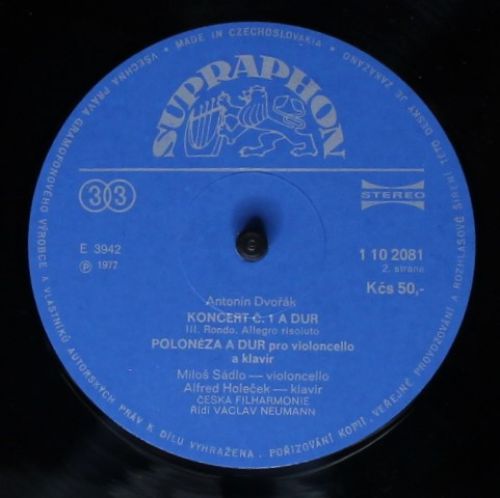 MADE IN CZECHOSLOVAKIA
SUPRAPHON
33
STEREO
E 3942
℗ 1977
1 10 2081
2. strana
Kčs 50,-
Antonín Dvořák
KONCERT Č. 1 A DUR
III. Rondo. Allegro risoluto
POLONÉZA A DUR pro violoncello
a klavír
Miloš Sádlo — violoncello
Alfred Holeček — klavír
ČESKÁ FILHARMONIE
Řídí VÁCLAV NEUMANN
VŠECHNA PRÁVA GRAMOFONOVÉHO VÝROBCE A VLASTNÍKŮ AUTORSKÝCH PRÁV K DÍLU VYHRAŽENA. POŘIZOVÁNÍ KOPIÍ, VEŘEJNÉ PROVOZOVÁNÍ A ROZHLASOVÉ ŠÍŘENÍ TÉTO DESKY JE ZAKÁZÁNO